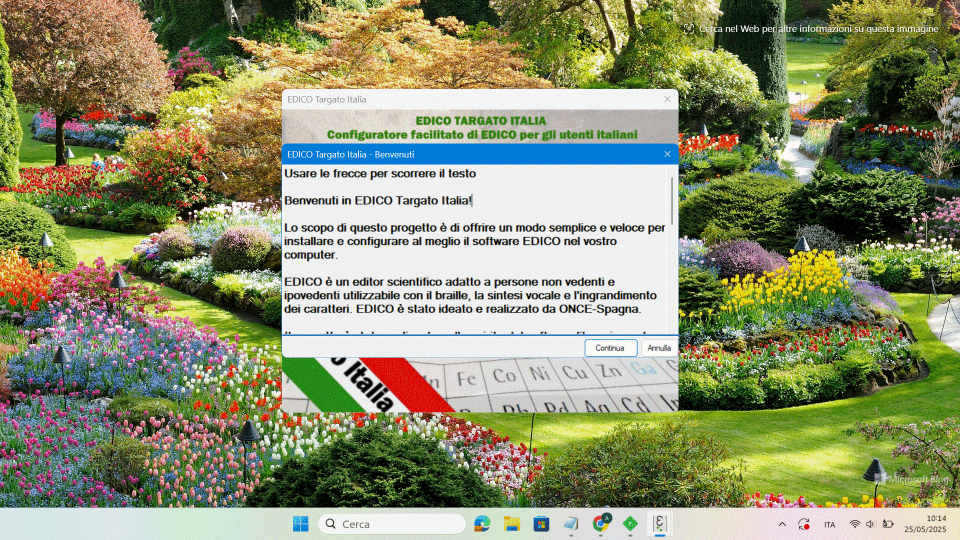 Cerca nel Web per altre informazioni su questa immagine
EDICO Targato Italia
EDICO TARGATO ITALIA
Configuratore facilitato di EDICO per gli utenti italiani
EDICO Targato Italia - Benvenuti
Usare le frecce per scorrere il testo
Benvenuti in EDICO Targato Italia!
Lo scopo di questo progetto è di offrire un modo semplice e veloce per
installare e configurare al meglio il software EDICO nel vostro
computer.
EDICO è un editor scientifico adatto a persone non vedenti e
ipovedenti utilizzabile con il braille, la sintesi vocale e l'ingrandimento
dei caratteri. EDICO è stato ideato e realizzato da ONCE-Spagna.
Continua
Annulla
o Italia
Fe Co Ni Cu Zn Ga
Rh Pd Ag Cd In
Microsoft Bing
Cerca
ITA
10:14
25/05/2025